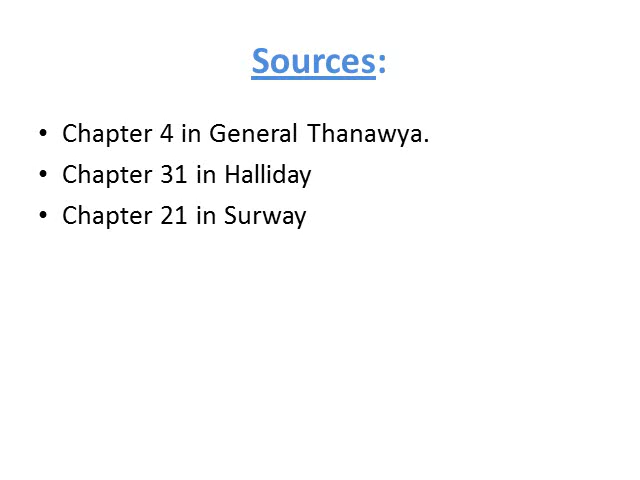 Sources:
• Chapter 4 in General Thanawya.
• Chapter 31 in Halliday
• Chapter 21 in Surway